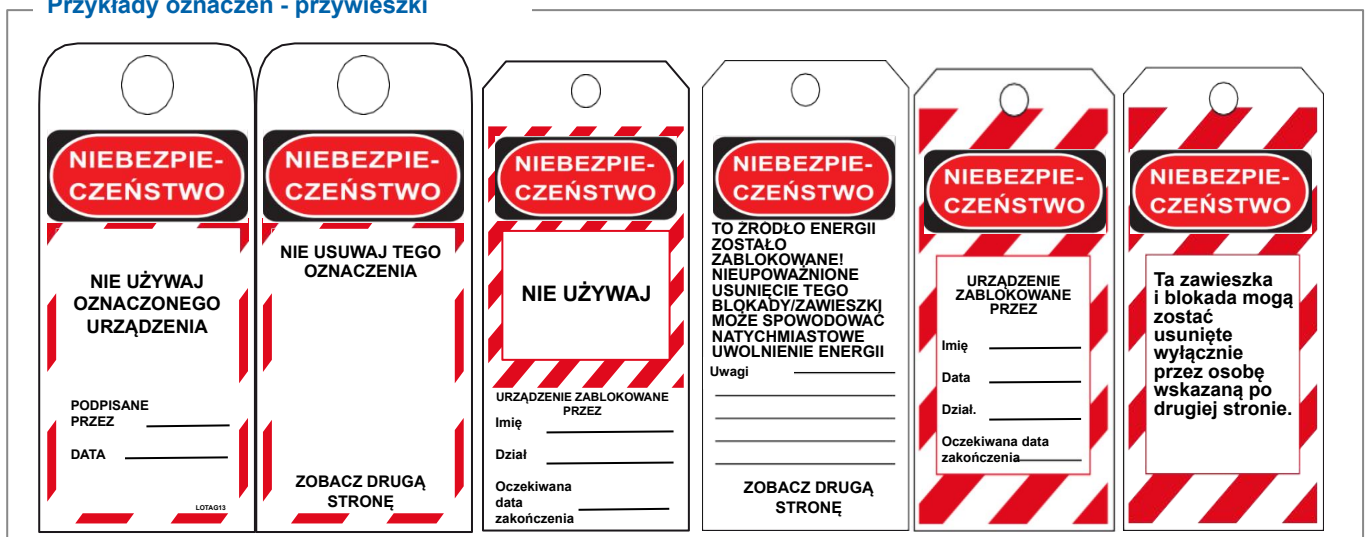 Przykłady oznaczeń - przywieszki
NIEBEZPIE-
CZEŃSTWO
NIE UŻYWAJ
OZNACZONEGO
URZĄDZENIA
PODPISANE
PRZEZ
DATA
LOTAG13
NIEBEZPIE-
CZEŃSTWO
NIE USUWAJ TEGO
OZNACZENIA
ZOBACZ DRUGĄ
STRONĘ
NIEBEZPIE-
CZEŃSTWO
NIE UŻYWAJ
URZĄDZENIE ZABLOKOWANE
PRZEZ
Imię
Dział
Oczekiwana
data
zakończenia
NIEBEZPIE-
CZEŃSTWO
TO ŻRÓDŁO ENERGII
ZOSTAŁO
ZABLOKOWANE!
NIEUPOWAŻNIONE
USUNIĘCIE TEGO
BLOKADY/ZAWIESZKI
MOŻE SPOWODOWAĆ
NATYCHMIASTOWE
UWOLNIENIE ENERGII
Uwagi
ZOBACZ DRUGĄ
STRONĘ
NIEBEZPIE-
CZEŃSTWO
URZĄDZENIE
ZABLOKOWANE
PRZEZ
Imię
Data
Dział.
Oczekiwana data
zakończenia
NIEBEZPIE-
CZEŃSTWO
Ta zawieszka
i blokada mogą
zostać
usunięte
wyłącznie
przez osobę
wskazaną po
drugiej stronie.